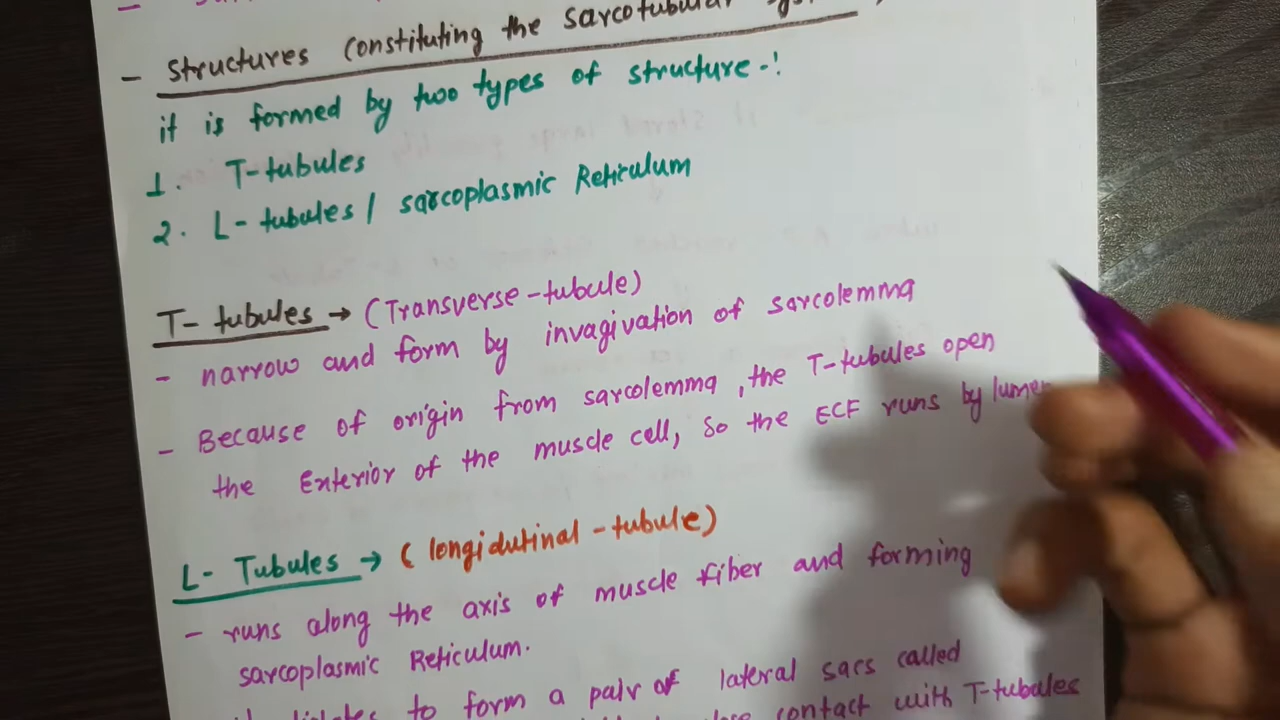 - Structures Constituting the Sarcotubular
it is formed by two types of structure -:
1. T-tubules
2. L-tubules / sarcoplasmic Reticulum
T-tubules → (Transverse-tubule)
- narrow and form by invagivation of sarcolemma
- Because of origin from sarcolemma, the T-tubules open
the Exterior of the muscle cell, so the ECF runs by lumen
L-Tubules → (longidutinal-tubule)
- runs along the axis of muscle fiber and forming
sarcoplasmic Reticulum.
to form a pair of lateral sacs called
contact with T-tubules